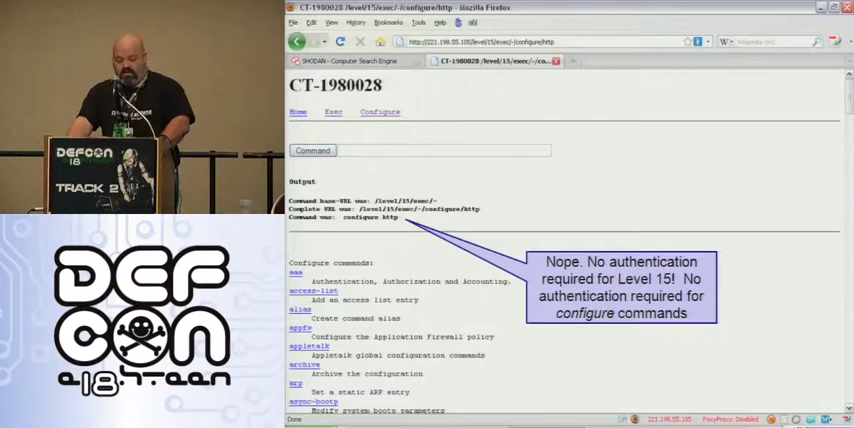 DEFCON
18
TRACK 2
DEF
CON
CT-1980028 /level/15/exec/-/configure/http - Mozilla Firefox
File Edit View History Bookmarks Tools Help
http://221.198.55.105/level/15/exec/-/configure/http
SHODAN - Computer Search Engine
CT-1980028 /level/15/exec/-/co...
CT-1980028
Home Exec Configure
Command
Output
Command base-URL was: /level/15/exec/-
Complete URL was: /level/15/exec/-/configure/http
Command was: configure http
Configure commands:
aaa
Authentication, Authorization and Accounting.
access-list
Add an access list entry
alias
Create command alias
appfw
Configure the Application Firewall policy
appletalk
Appletalk global configuration commands
archive
Archive the configuration
arp
Set a static ARP entry
async-bootp
Modify system bootp parameters
Nope. No authentication
required for Level 15! No
authentication required for
configure commands
Done
221.198.55.105 FoxyProxy: Disabled